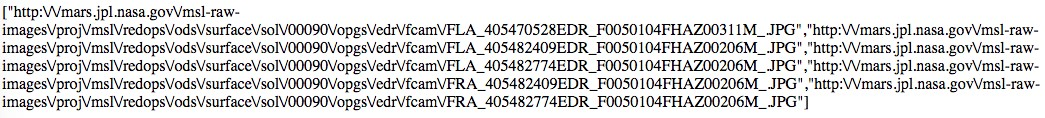 ["http:\/\/mars.jpl.nasa.gov\/msl-raw-
images\/proj\/msl\/redops\/ods\/surface\/sol\/00090\/opgs\/edr\/fcam\/FLA_405470528EDR_F0050104FHAZ00311M_.JPG","http:\/\/mars.jpl.nasa.gov\/msl-raw-
images\/proj\/msl\/redops\/ods\/surface\/sol\/00090\/opgs\/edr\/fcam\/FLA_405482409EDR_F0050104FHAZ00206M_.JPG","http:\/\/mars.jpl.nasa.gov\/msl-raw-
images\/proj\/msl\/redops\/ods\/surface\/sol\/00090\/opgs\/edr\/fcam\/FLA_405482774EDR_F0050104FHAZ00206M_.JPG","http:\/\/mars.jpl.nasa.gov\/msl-raw-
images\/proj\/msl\/redops\/ods\/surface\/sol\/00090\/opgs\/edr\/fcam\/FRA_405482409EDR_F0050104FHAZ00206M_.JPG","http:\/\/mars.jpl.nasa.gov\/msl-raw-
images\/proj\/msl\/redops\/ods\/surface\/sol\/00090\/opgs\/edr\/fcam\/FRA_405482774EDR_F0050104FHAZ00206M_.JPG"]